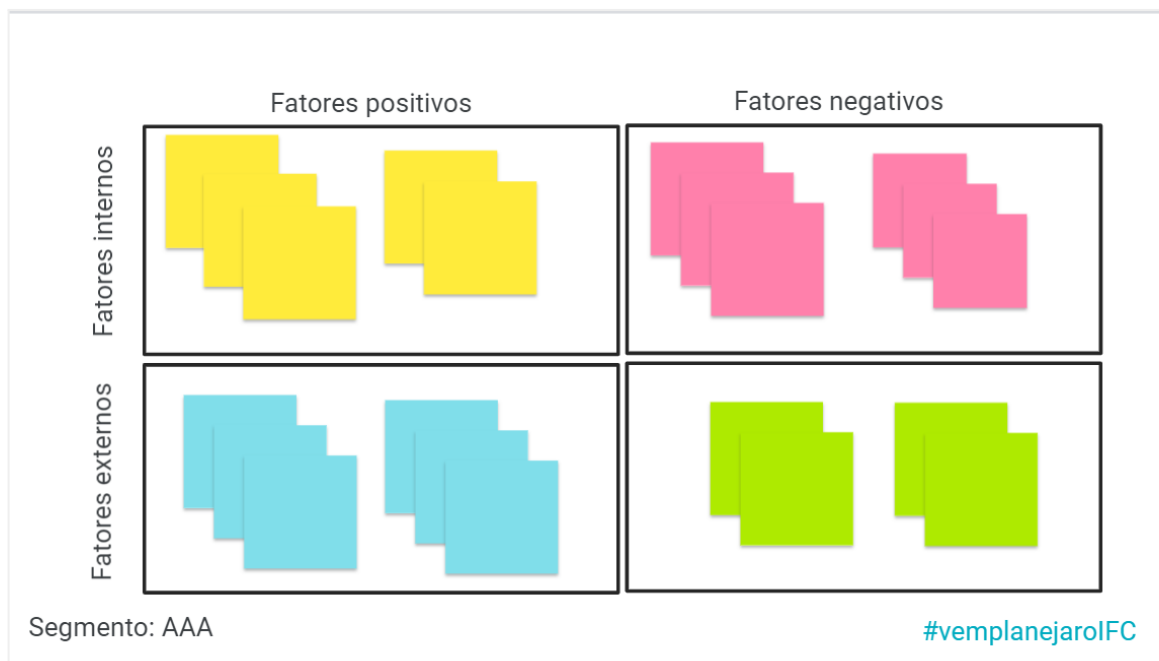 Fatores positivos
Fatores negativos
Fatores internos
Fatores externos
Segmento: AAA
#vemplanejaroIFC